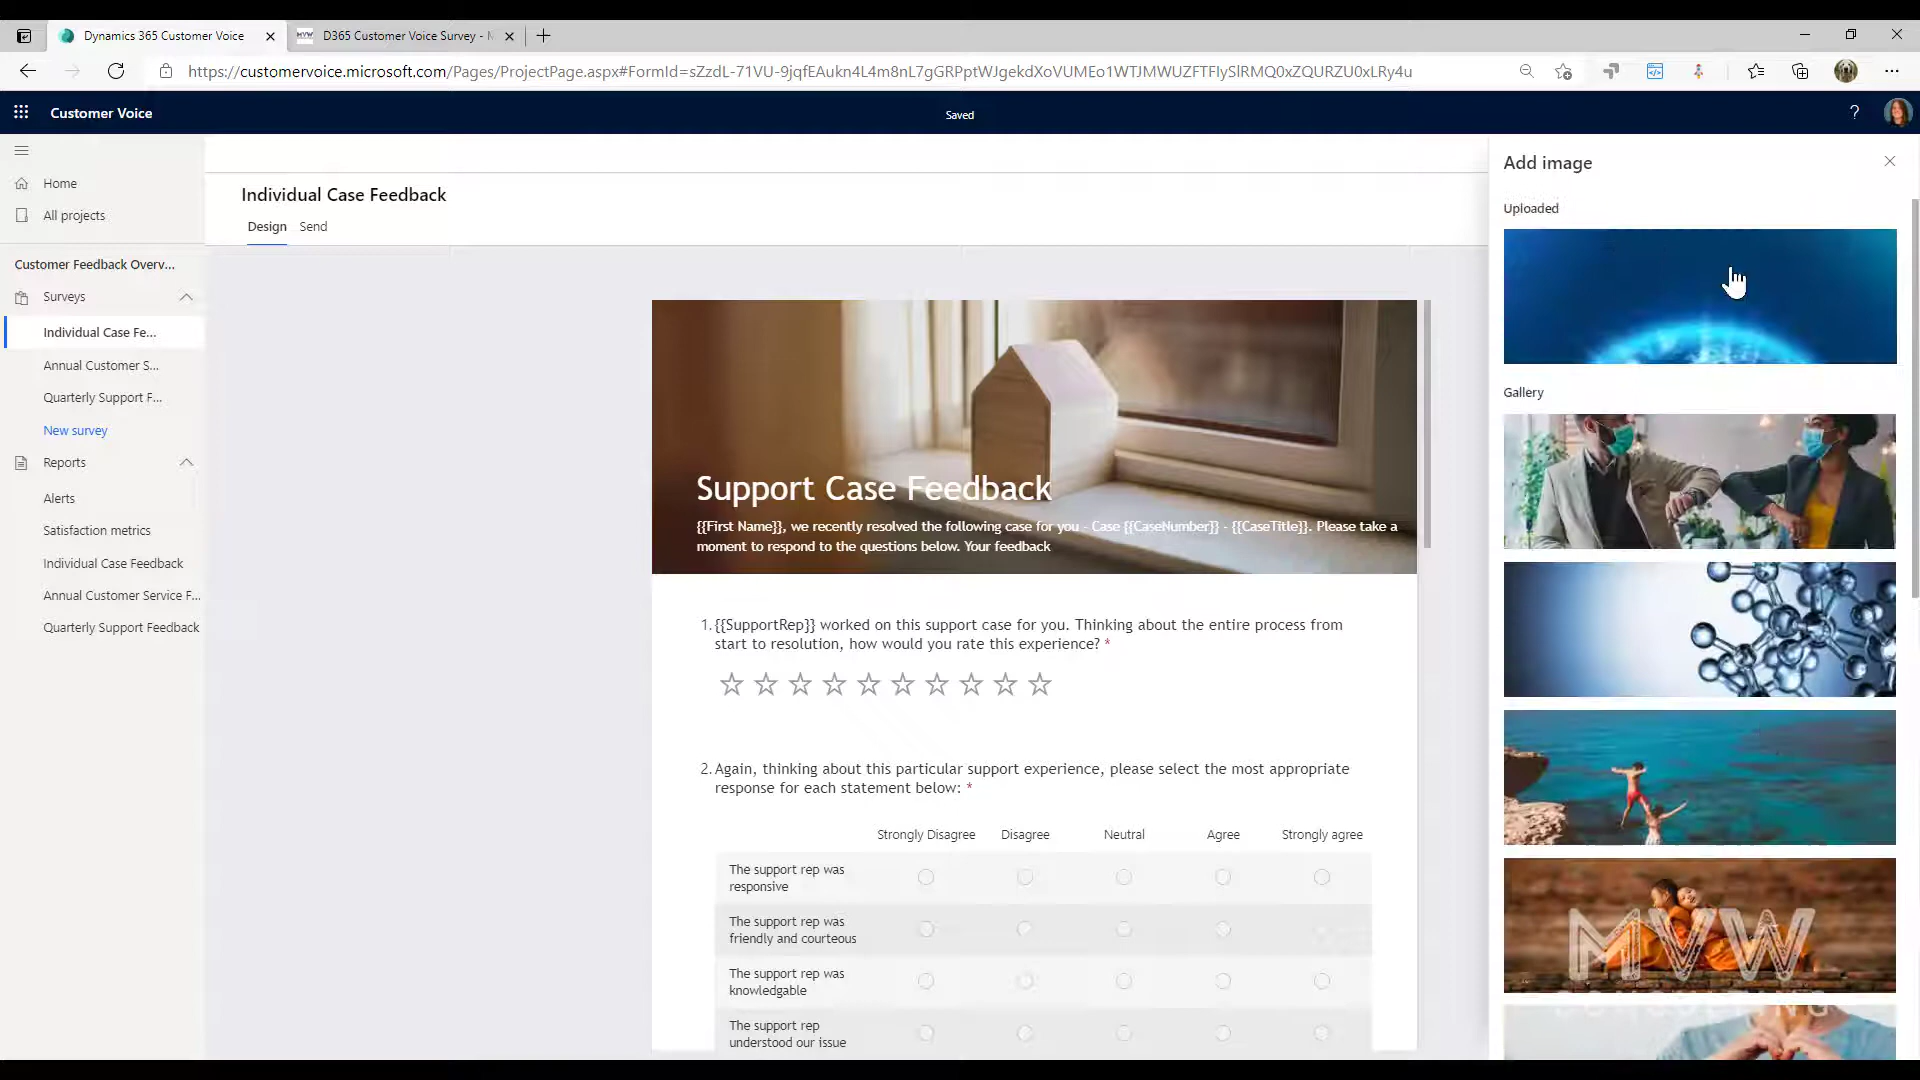 Dynamics 365 Customer Voice
D365 Customer Voice Survey -
https://customervoice.microsoft.com/Pages/ProjectPage.aspx#FormId=sZzdL-71VU-9jqfEAukn4L4m8nL7gGRPptWJgekdXoVUMEo1WTJMWUZFTFlySlRMQ0xZQURZU0xLRy4u
Customer Voice
Saved
?
Home
All projects
Customer Feedback Overv...
Surveys
Individual Case Fe...
Annual Customer S...
Quarterly Support F...
New survey
Reports
Alerts
Satisfaction metrics
Individual Case Feedback
Annual Customer Service F...
Quarterly Support Feedback
Individual Case Feedback
Design Send
Support Case Feedback
{{First Name}}, we recently resolved the following case for you - Case {{CaseNumber}} - {{CaseTitle}}. Please take a
moment to respond to the questions below. Your feedback
1. {{SupportRep}} worked on this support case for you. Thinking about the entire process from
start to resolution, how would you rate this experience? *
2. Again, thinking about this particular support experience, please select the most appropriate
response for each statement below: *
Strongly Disagree Disagree Neutral Agree Strongly agree
The support rep was
responsive
The support rep was
friendly and courteous
The support rep was
knowledgable
The support rep
understood our issue
Add image
Uploaded
Gallery
MVW
CONSULTING